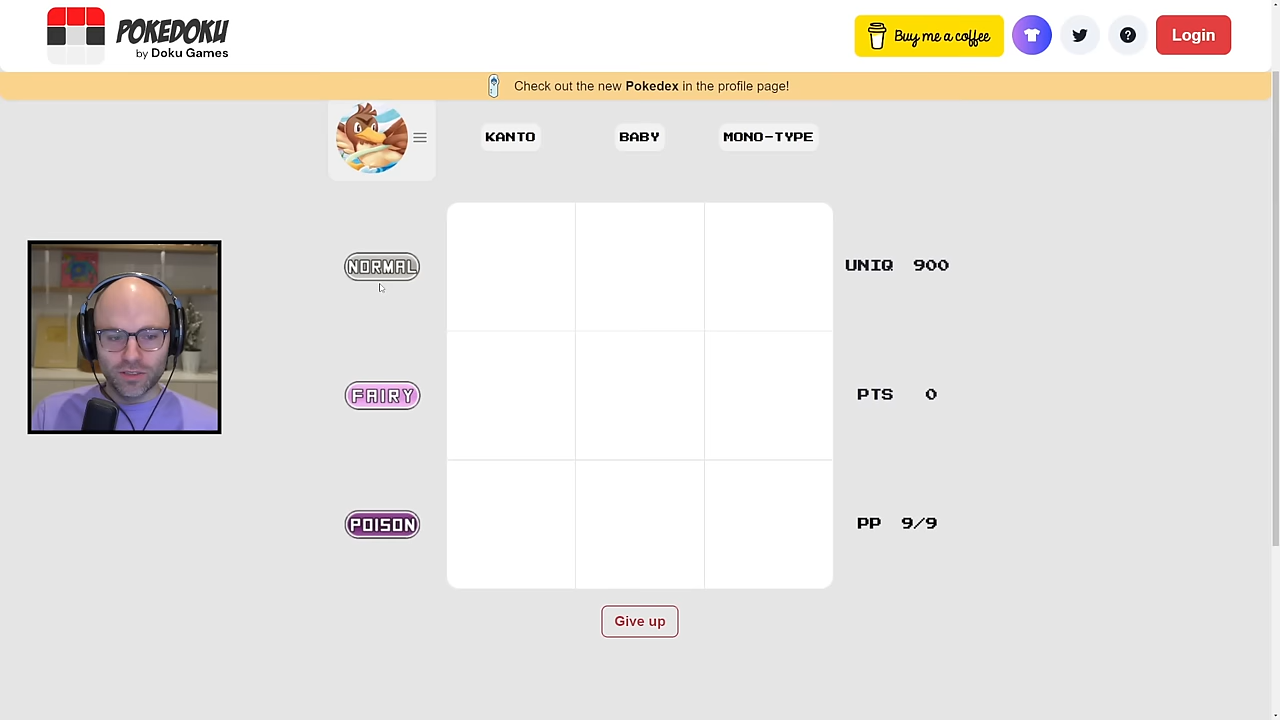 POKEDOKU
by Doku Games
Buy me a coffee
Login
Check out the new Pokedex in the profile page!
KANTO BABY MONO-TYPE
NORMAL
UNIQ 900
FAIRY
PTS 0
POISON
PP 9/9
Give up